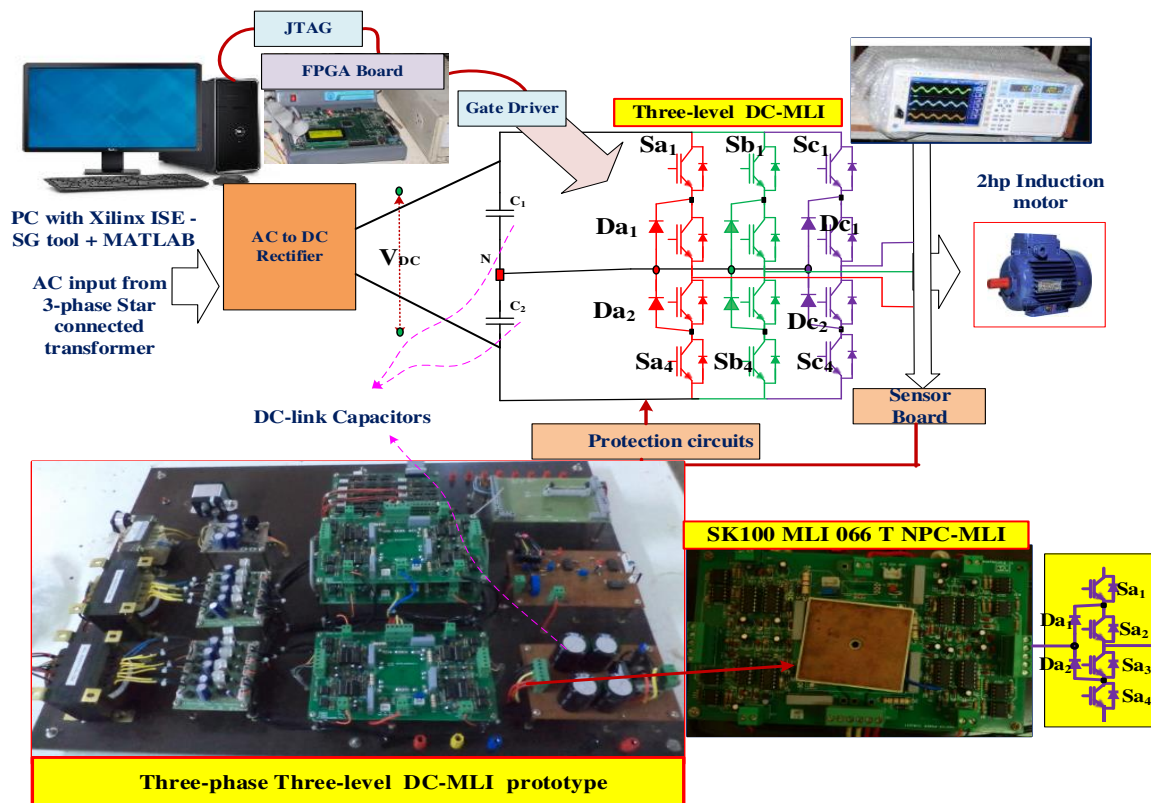 JTAG
FPGA Board
Gate Driver
Three-level DC-MLI
PC with Xilinx ISE -
SG tool + MATLAB
AC input from
3-phase Star
connected
transformer
AC to DC
Rectifier
VDC
C1
N
C2
Sa1
Sb1
Sc1
Da1
Dc1
Da2
Dc2
Sa4
Sb4
Sc4
2hp Induction
motor
Sensor
Board
DC-link Capacitors
Protection circuits
SK100 MLI 066 T NPC-MLI
Sa1
Da1
Sa2
Da2
Sa3
Sa4
Three-phase Three-level DC-MLI prototype